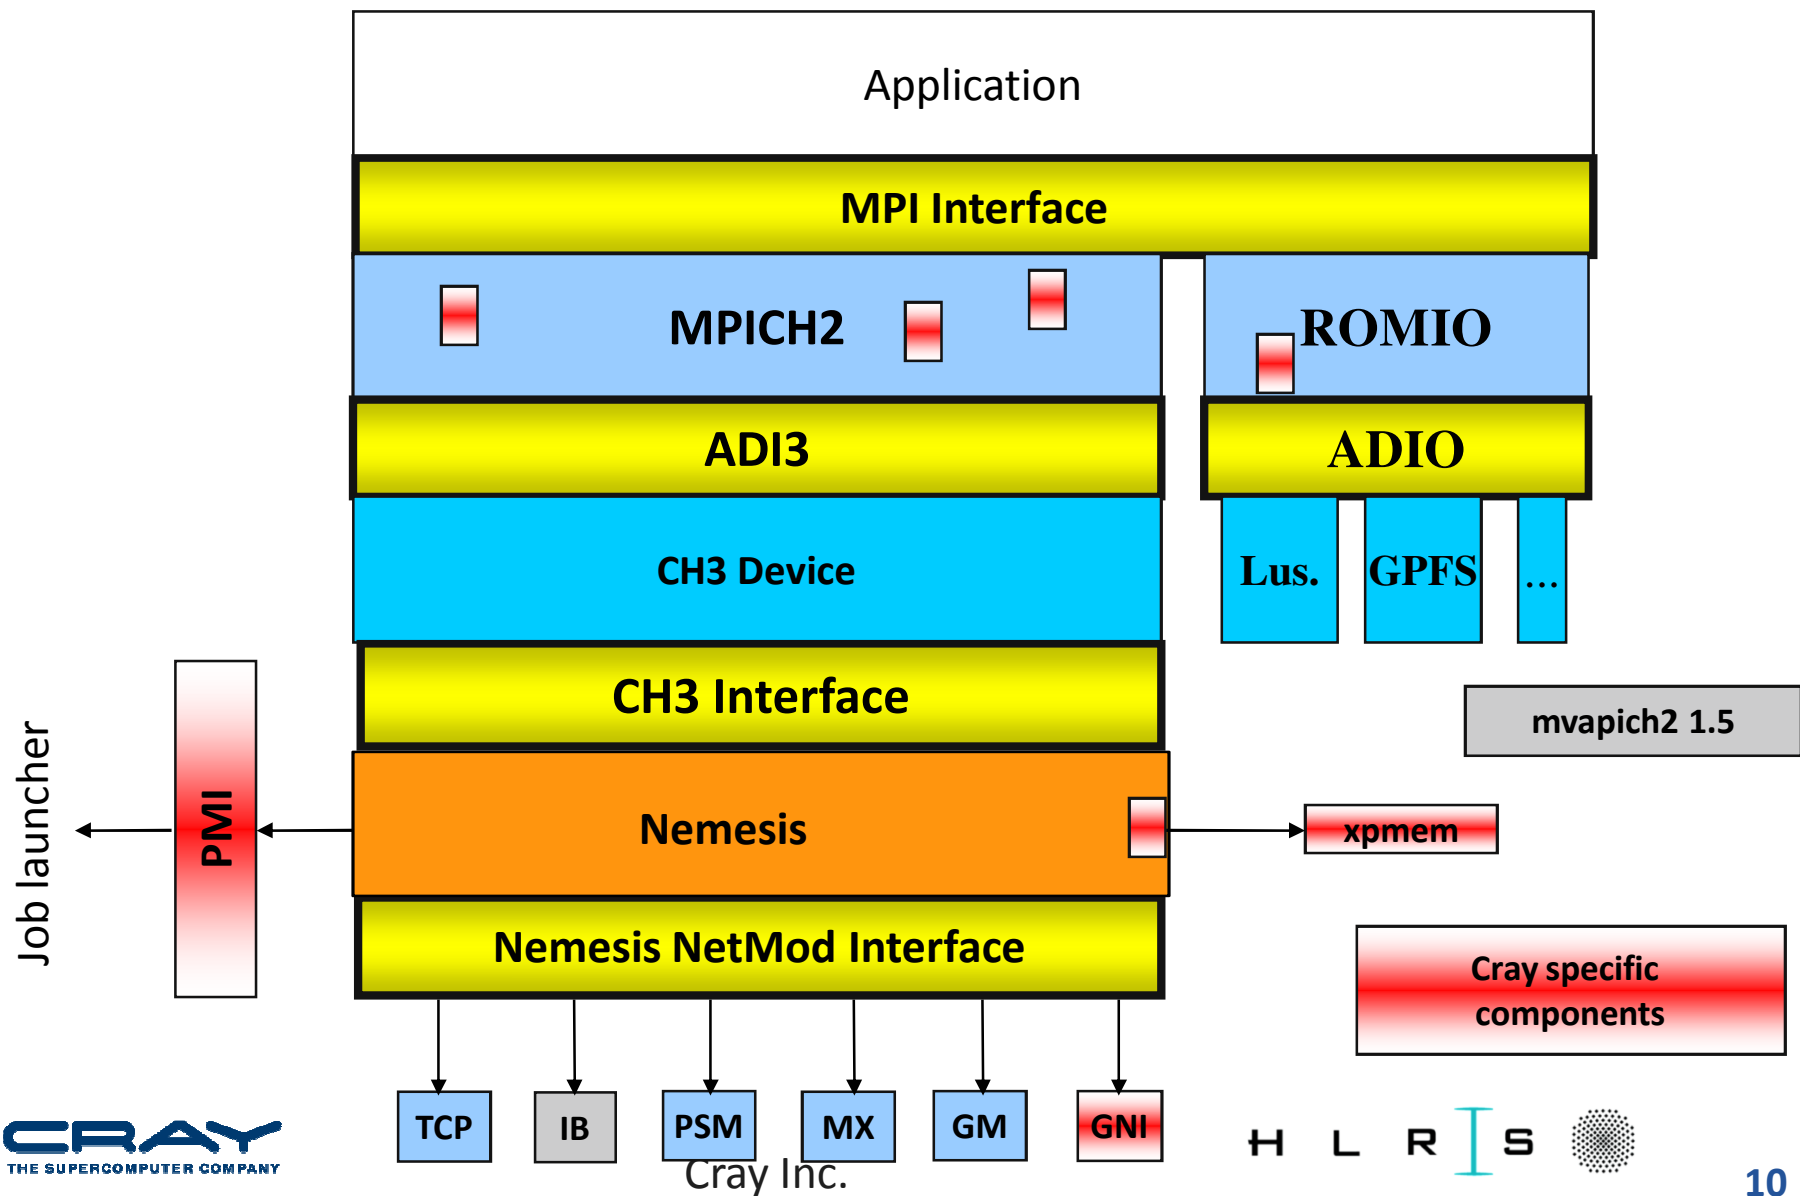 Application
MPI Interface
MPICH2
ROMIO
ADI3
ADIO
CH3 Device
Lus.
GPFS
...
CH3 Interface
mvapich2 1.5
Job launcher
PMI
Nemesis
xpmem
Nemesis NetMod Interface
Cray specific
components
TCP
IB
PSM
MX
GM
GNI
CRAY
THE SUPERCOMPUTER COMPANY
Cray Inc.
H L R I S
10